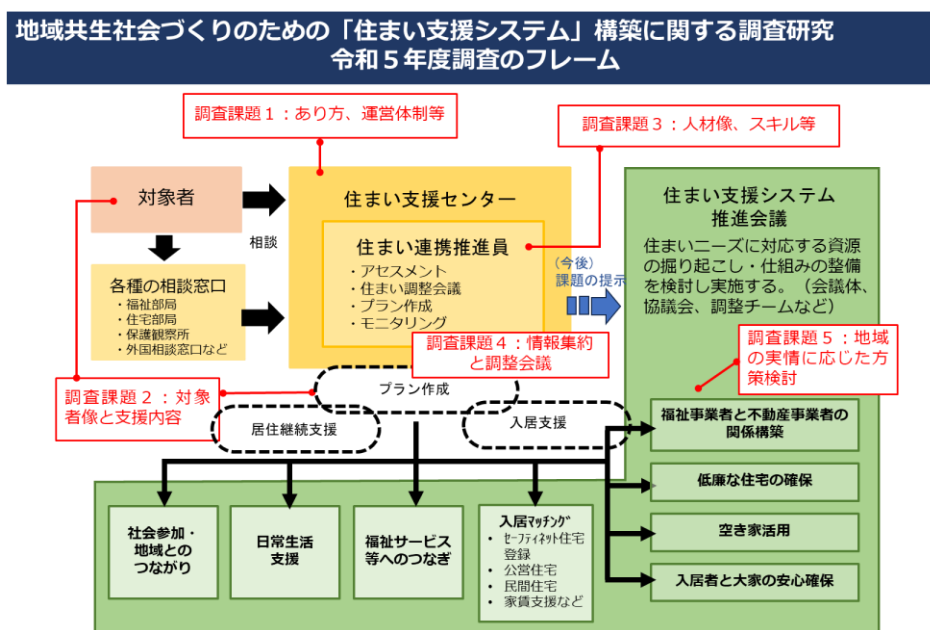 地域共生社会づくりのための「住まい支援システム」構築に関する調査研究
令和５年度調査のフレーム
調査課題１：あり方、運営体制等
調査課題３：人材像、スキル等
対象者
相談
住まい支援センター
住まい連携推進員
・アセスメント
・住まい調整会議
・プラン作成
・モニタリング
各種の相談窓口
・福祉部局
・住宅部局
・保護観察所
・外国相談窓口など
(今後)
課題の提示
住まい支援システム
推進会議
住まいニーズに対応する資源
の掘り起こし・仕組みの整備
を検討し実施する。（会議体、
協議会、調整チームなど）
調査課題４：情報集約
と調整会議
調査課題５：地域
の実情に応じた方
策検討
調査課題２：対象
者像と支援内容
プラン作成
居住継続支援
入居支援
福祉事業者と不動産事業者の
関係構築
低廉な住宅の確保
空き家活用
入居者と大家の安心確保
社会参加・
地域との
つながり
日常生活
支援
福祉サービス
等へのつなぎ
入居ﾏｯﾁﾝｸﾞ
• ｾｰﾌﾃｨﾈｯﾄ住宅
登録
• 公営住宅
• 民間住宅
• 家賃支援など